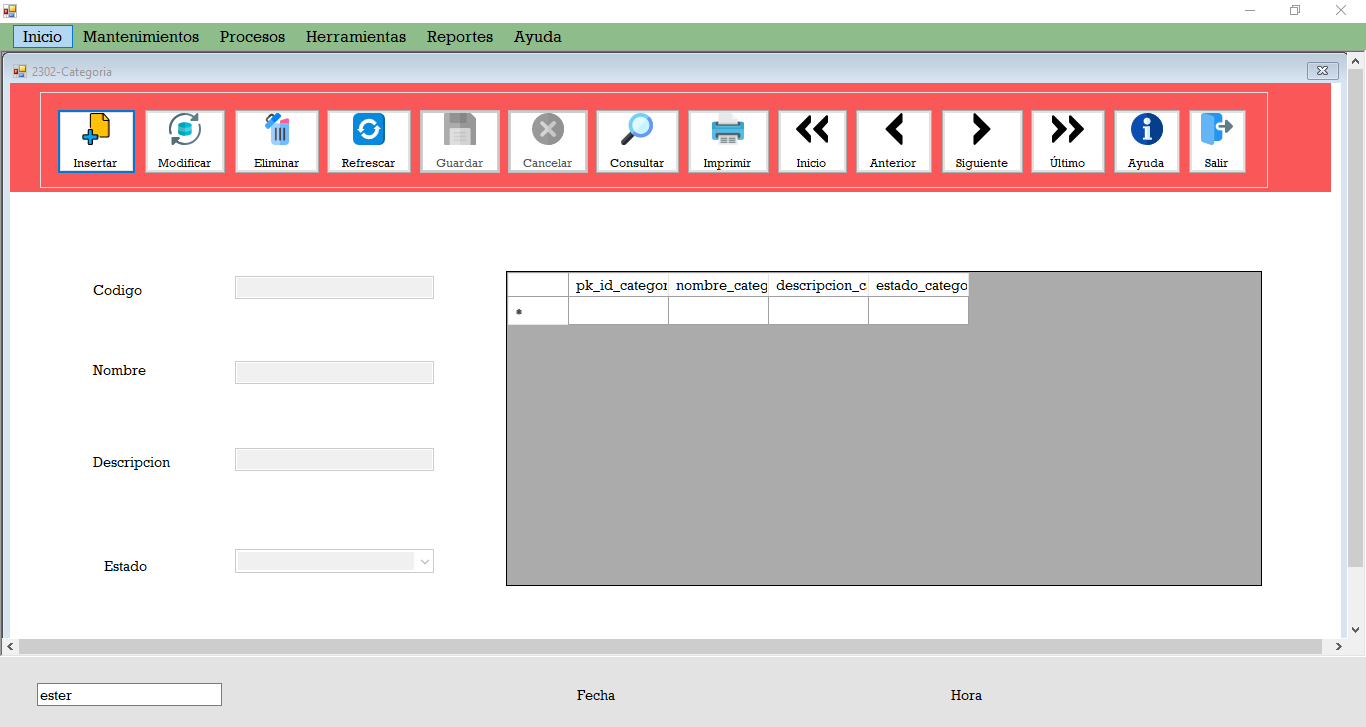 Inicio Mantenimientos Procesos Herramientas Reportes Ayuda
2302-Categoria
Insertar Modificar Eliminar Refrescar Guardar Cancelar Consultar Imprimir Inicio Anterior Siguiente Último Ayuda Salir
Codigo
pk_id_categor nombre_categ descripcion_c estado_catego
*
Nombre
Descripcion
Estado
ester Fecha Hora